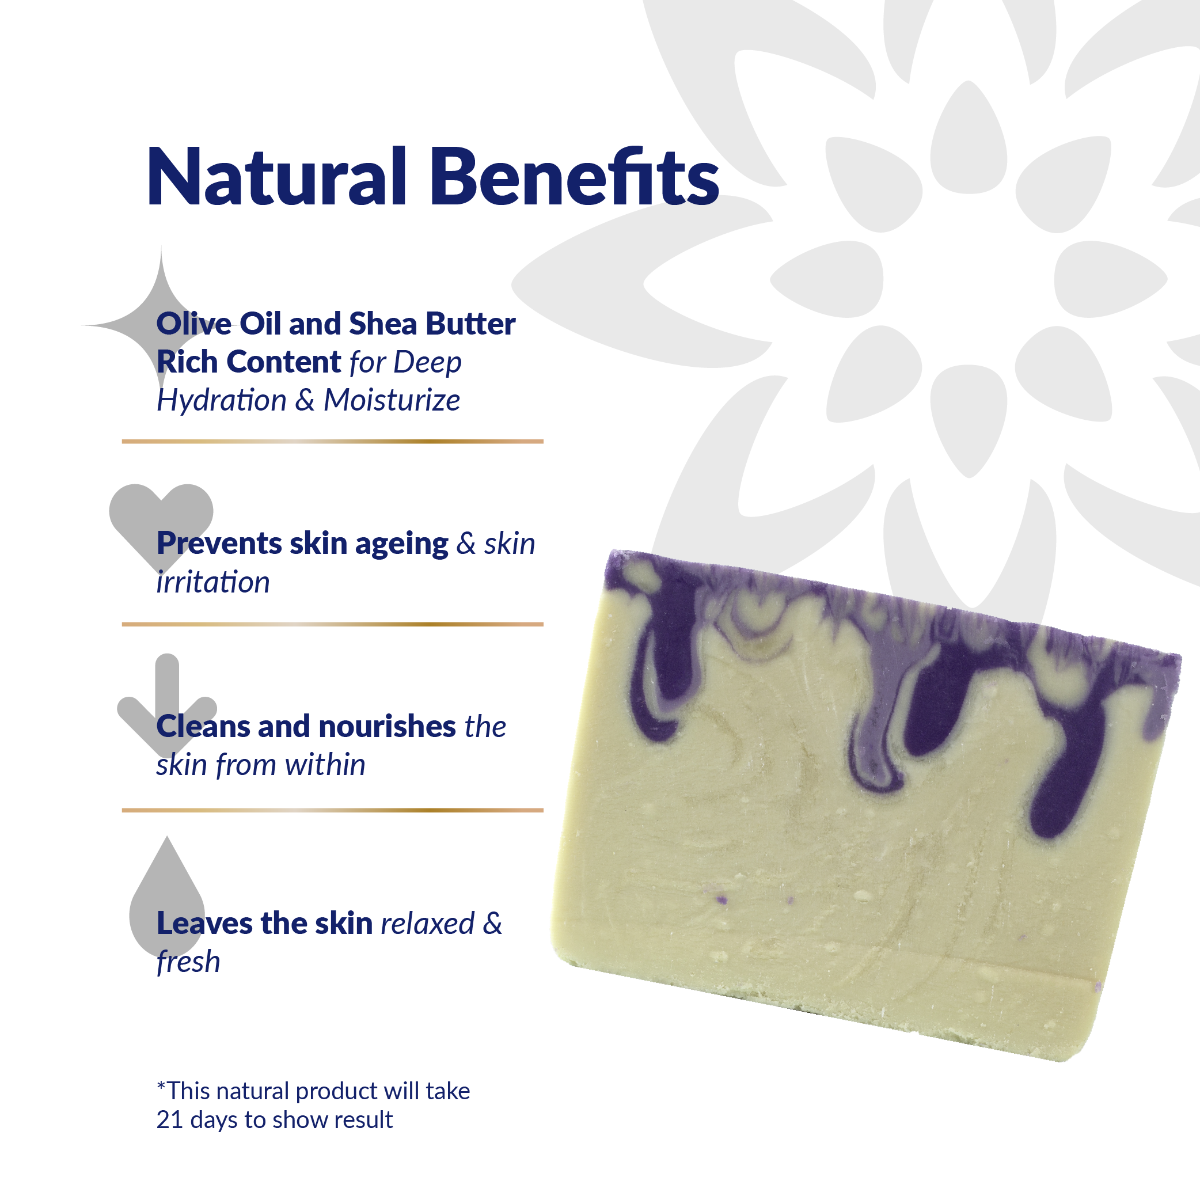 Natural Benefits
Olive Oil and Shea Butter
Rich Content for Deep
Hydration & Moisturize
Prevents skin ageing & skin
irritation
Cleans and nourishes the
skin from within
Leaves the skin relaxed &
fresh
*This natural product will take
21 days to show result